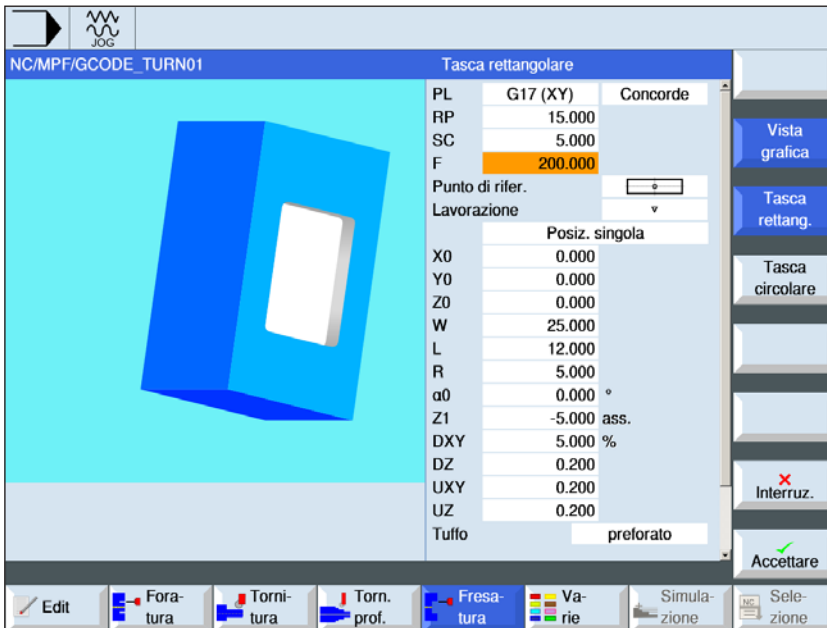 JOG
NC/MPF/GCODE_TURN01
Tasca rettangolare
PL G17 (XY) Concorde
RP 15.000
SC 5.000
F 200.000
Punto di rifer.
Lavorazione ▿
Posiz. singola
X0 0.000
Y0 0.000
Z0 0.000
W 25.000
L 12.000
R 5.000
α0 0.000 °
Z1 -5.000 ass.
DXY 5.000 %
DZ 0.200
UXY 0.200
UZ 0.200
Tuffo preforato
Vista
grafica
Tasca
rettang.
Tasca
circolare
Interruz.
Accettare
Edit
Fora-
tura
Torni-
tura
Torn.
prof.
Fresa-
tura
Va-
rie
Simula-
zione
NC
Sele-
zione